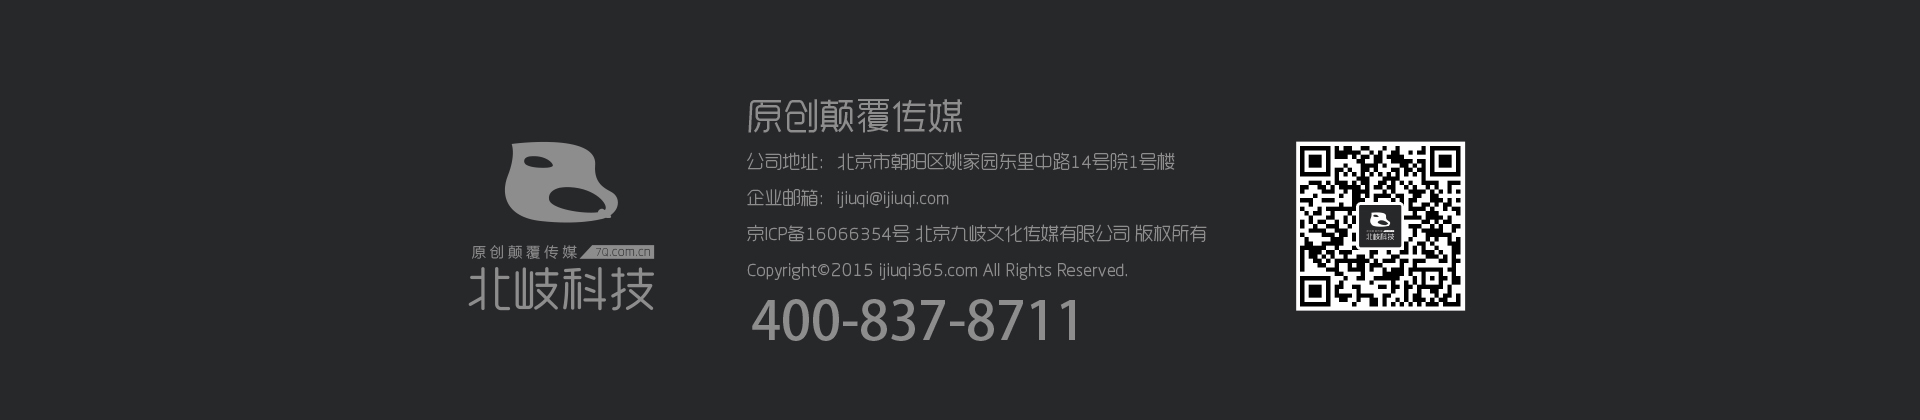 原创颠覆传媒 7Q.com.cn
北岐科技
原创颠覆传媒
公司地址：北京市朝阳区姚家园东里中路14号院1号楼
企业邮箱：ijiuqi@ijiuqi.com
京ICP备16066354号 北京九岐文化传媒有限公司 版权所有
Copyright©2015 ijiuqi365.com All Rights Reserved.
400-837-8711
北岐科技